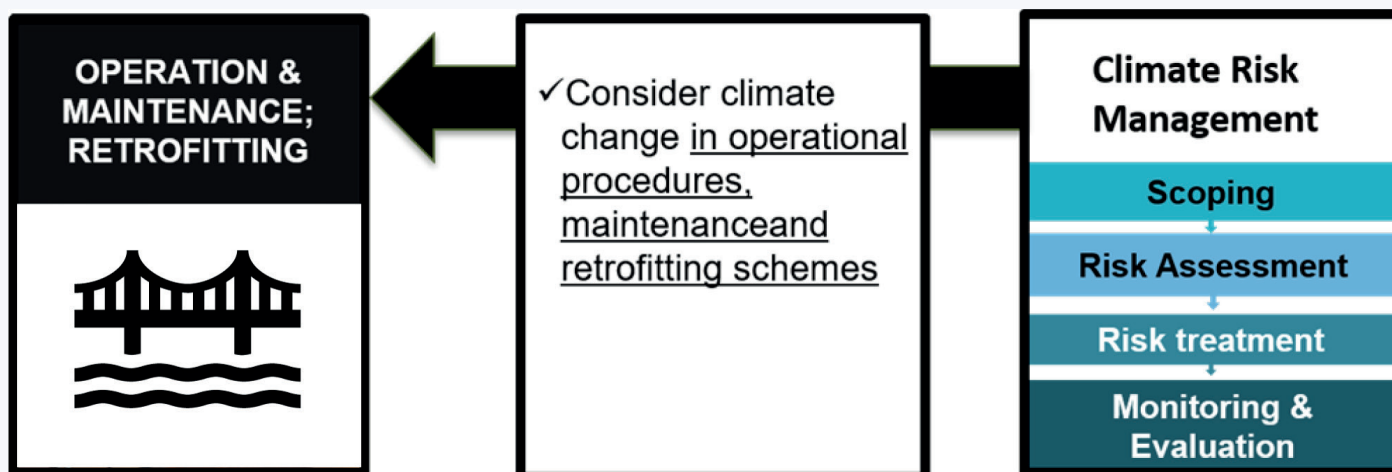 OPERATION &
MAINTENANCE;
RETROFITTING
✓Consider climate
change in operational
procedures,
maintenanceand
retrofitting schemes
Climate Risk
Management
Scoping
Risk Assessment
Risk treatment
Monitoring &
Evaluation